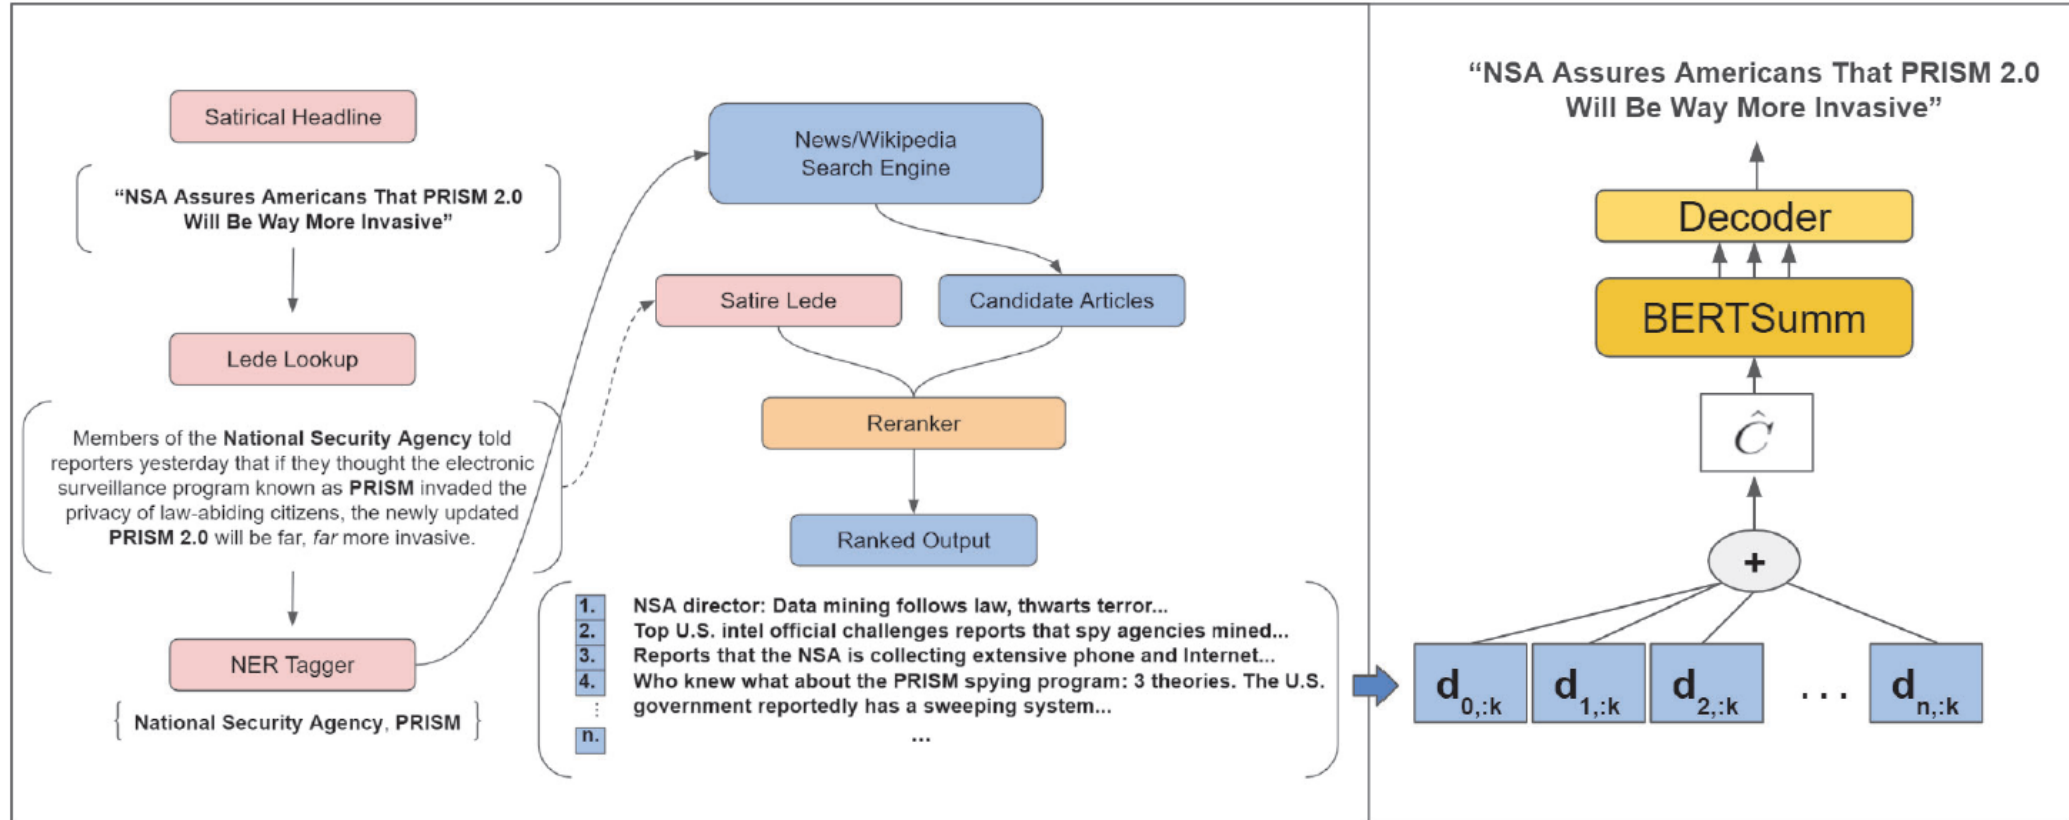 Satirical Headline
“NSA Assures Americans That PRISM 2.0
Will Be Way More Invasive”
Lede Lookup
Members of the National Security Agency told
reporters yesterday that if they thought the electronic
surveillance program known as PRISM invaded the
privacy of law-abiding citizens, the newly updated
PRISM 2.0 will be far, far more invasive.
NER Tagger
{ National Security Agency, PRISM }
News/Wikipedia
Search Engine
Satire Lede
Candidate Articles
Reranker
Ranked Output
1. NSA director: Data mining follows law, thwarts terror...
2. Top U.S. intel official challenges reports that spy agencies mined...
3. Reports that the NSA is collecting extensive phone and Internet...
4. Who knew what about the PRISM spying program: 3 theories. The U.S.
government reportedly has a sweeping system...
n. ...
“NSA Assures Americans That PRISM 2.0
Will Be Way More Invasive”
Decoder
BERTSumm
Ĉ
+
d0,:k d1,:k d2,:k ... dn,:k